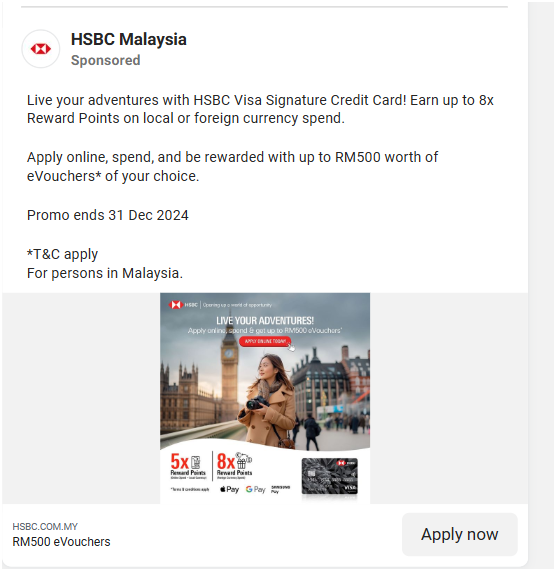 HSBC Malaysia
Sponsored
Live your adventures with HSBC Visa Signature Credit Card! Earn up to 8x
Reward Points on local or foreign currency spend.
Apply online, spend, and be rewarded with up to RM500 worth of
eVouchers* of your choice.
Promo ends 31 Dec 2024
*T&C apply
For persons in Malaysia.
HSBC | Opening up a world of opportunity
LIVE YOUR ADVENTURES!
Apply online, spend & get up to RM500 eVouchers*
APPLY ONLINE TODAY
5x
Reward Points
8x
Reward Points
*Terms & conditions apply
Pay
G Pay
SAMSUNG
Pay
HSBC
VISA
HSBC.COM.MY
RM500 eVouchers
Apply now